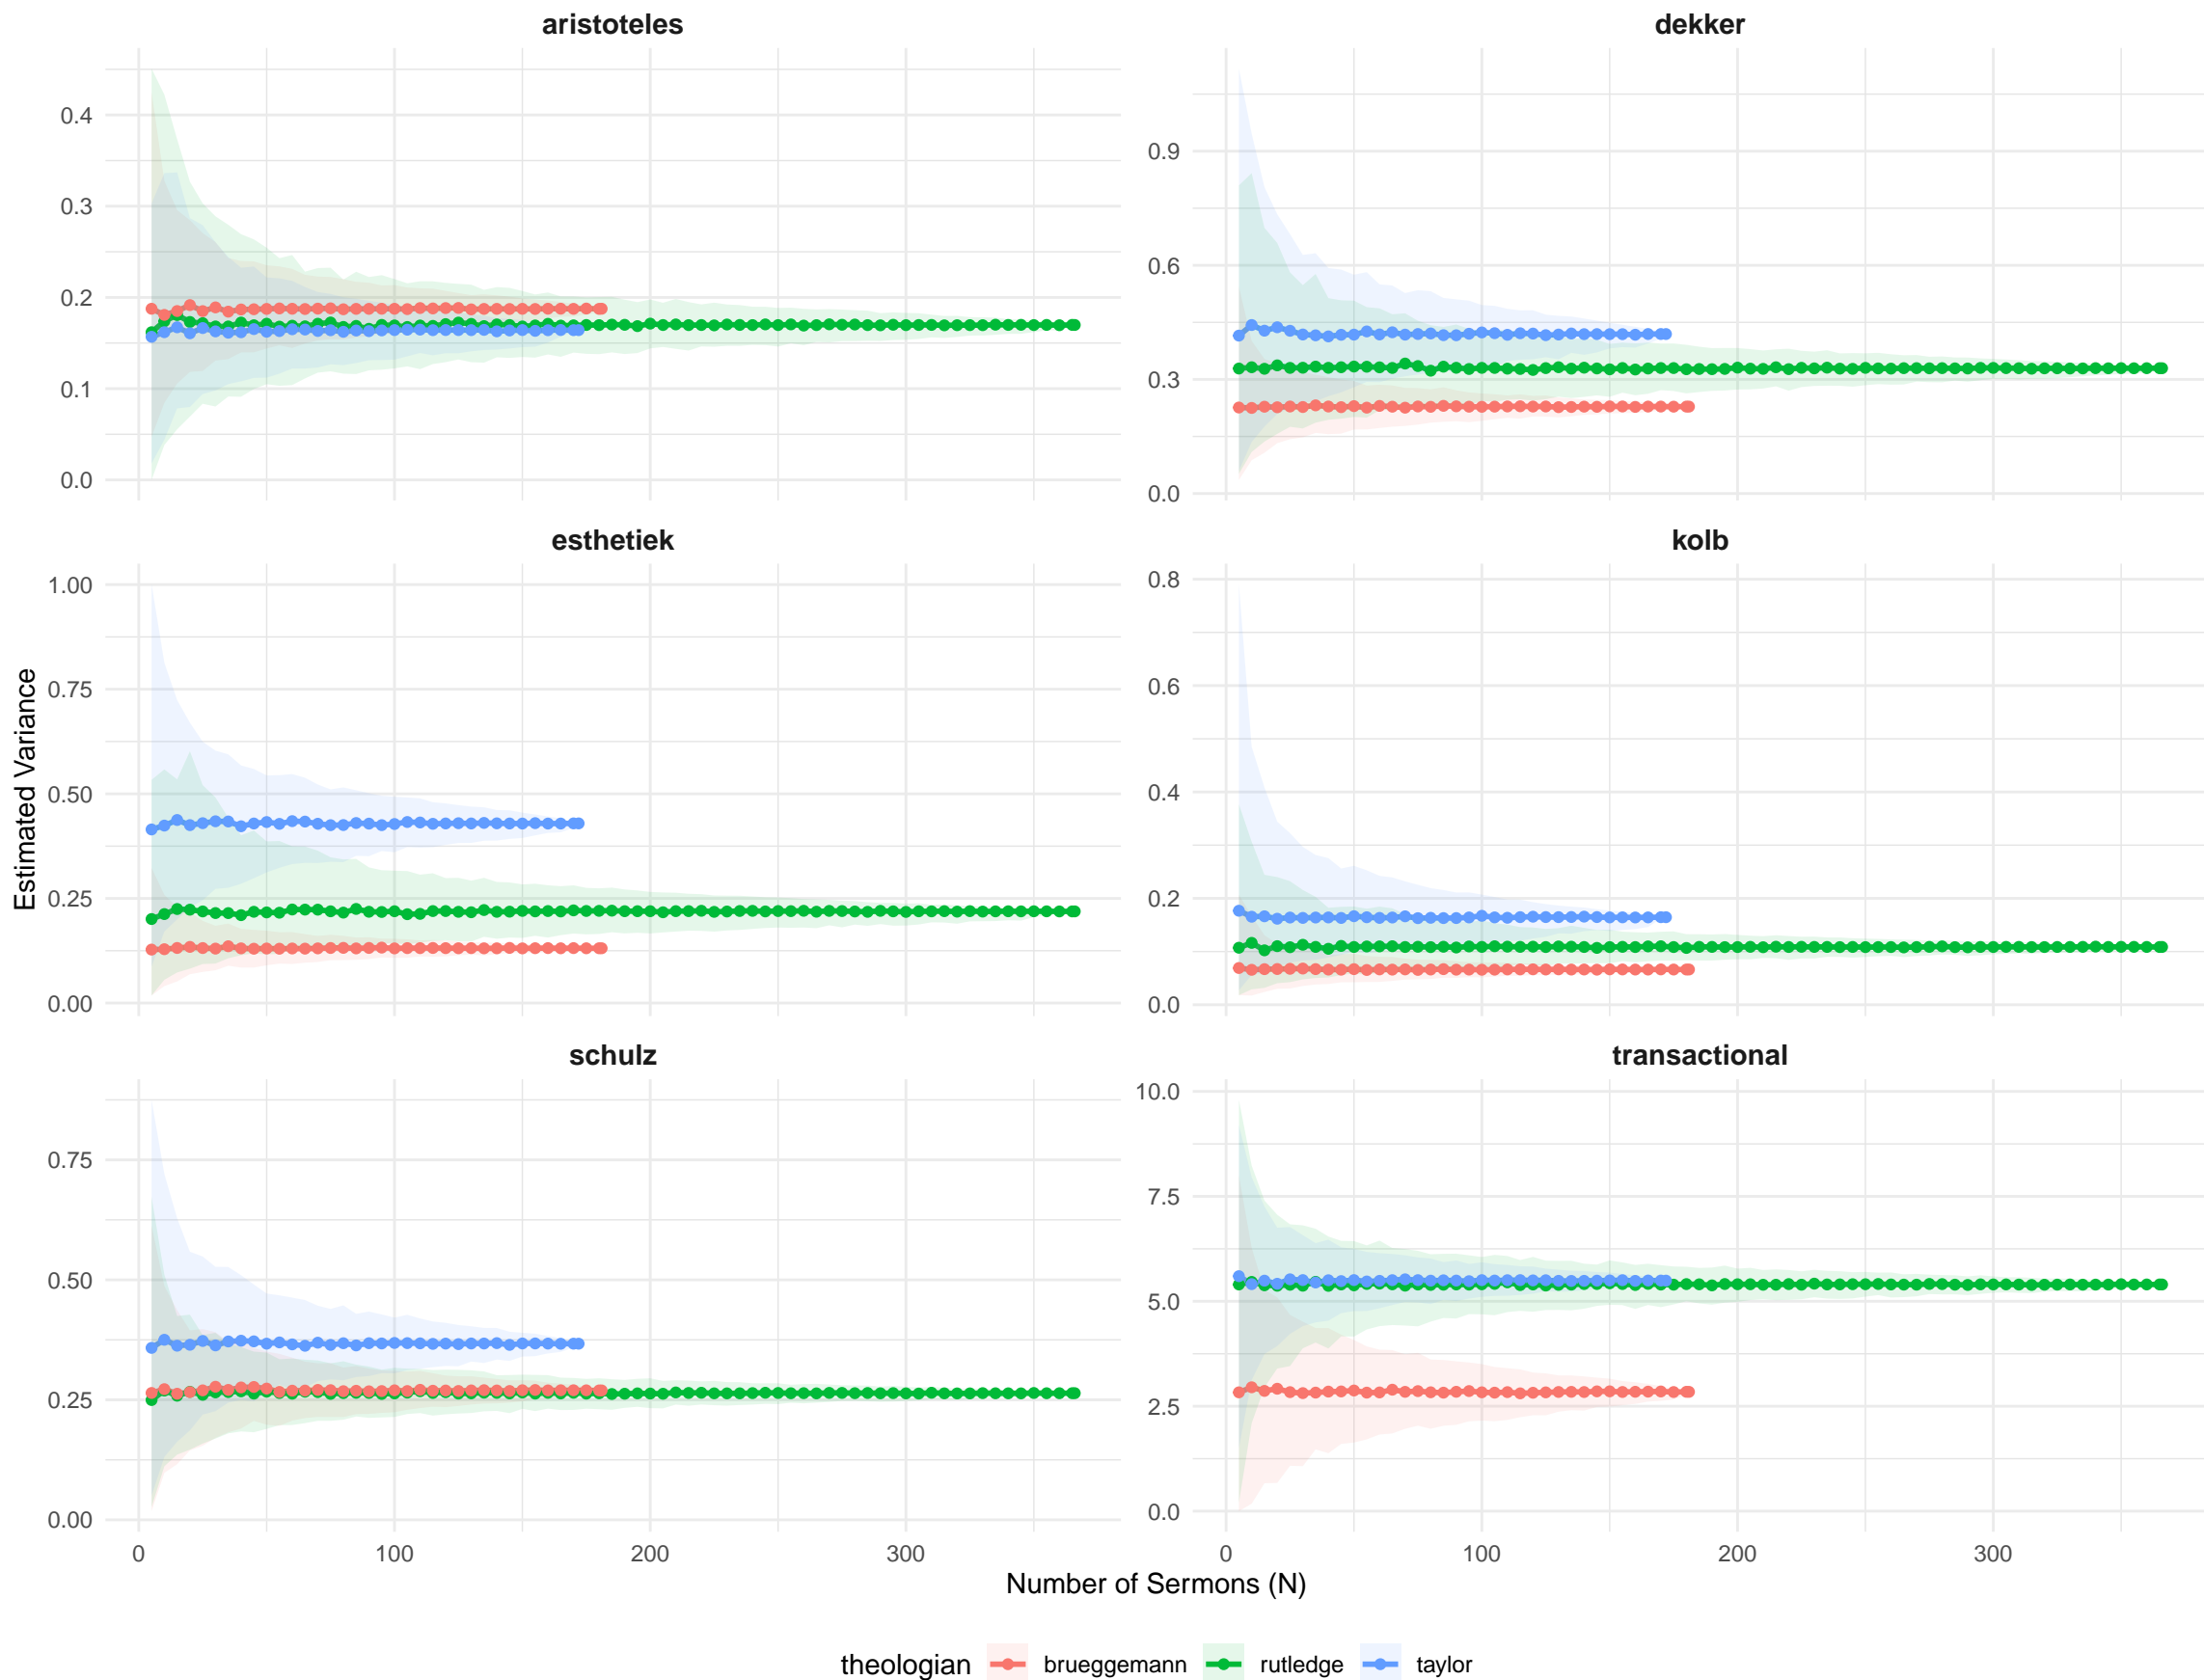 aristoteles
dekker
0.4
0.3
0.2
0.1
0.0
0.9
0.6
0.3
0.0
esthetiek
kolb
Estimated Variance
1.00
0.75
0.50
0.25
0.00
0.8
0.6
0.4
0.2
0.0
schulz
transactional
0.75
0.50
0.25
0.00
10.0
7.5
5.0
2.5
0.0
0 100 200 300
0 100 200 300
Number of Sermons (N)
theologian brueggemann rutledge taylor